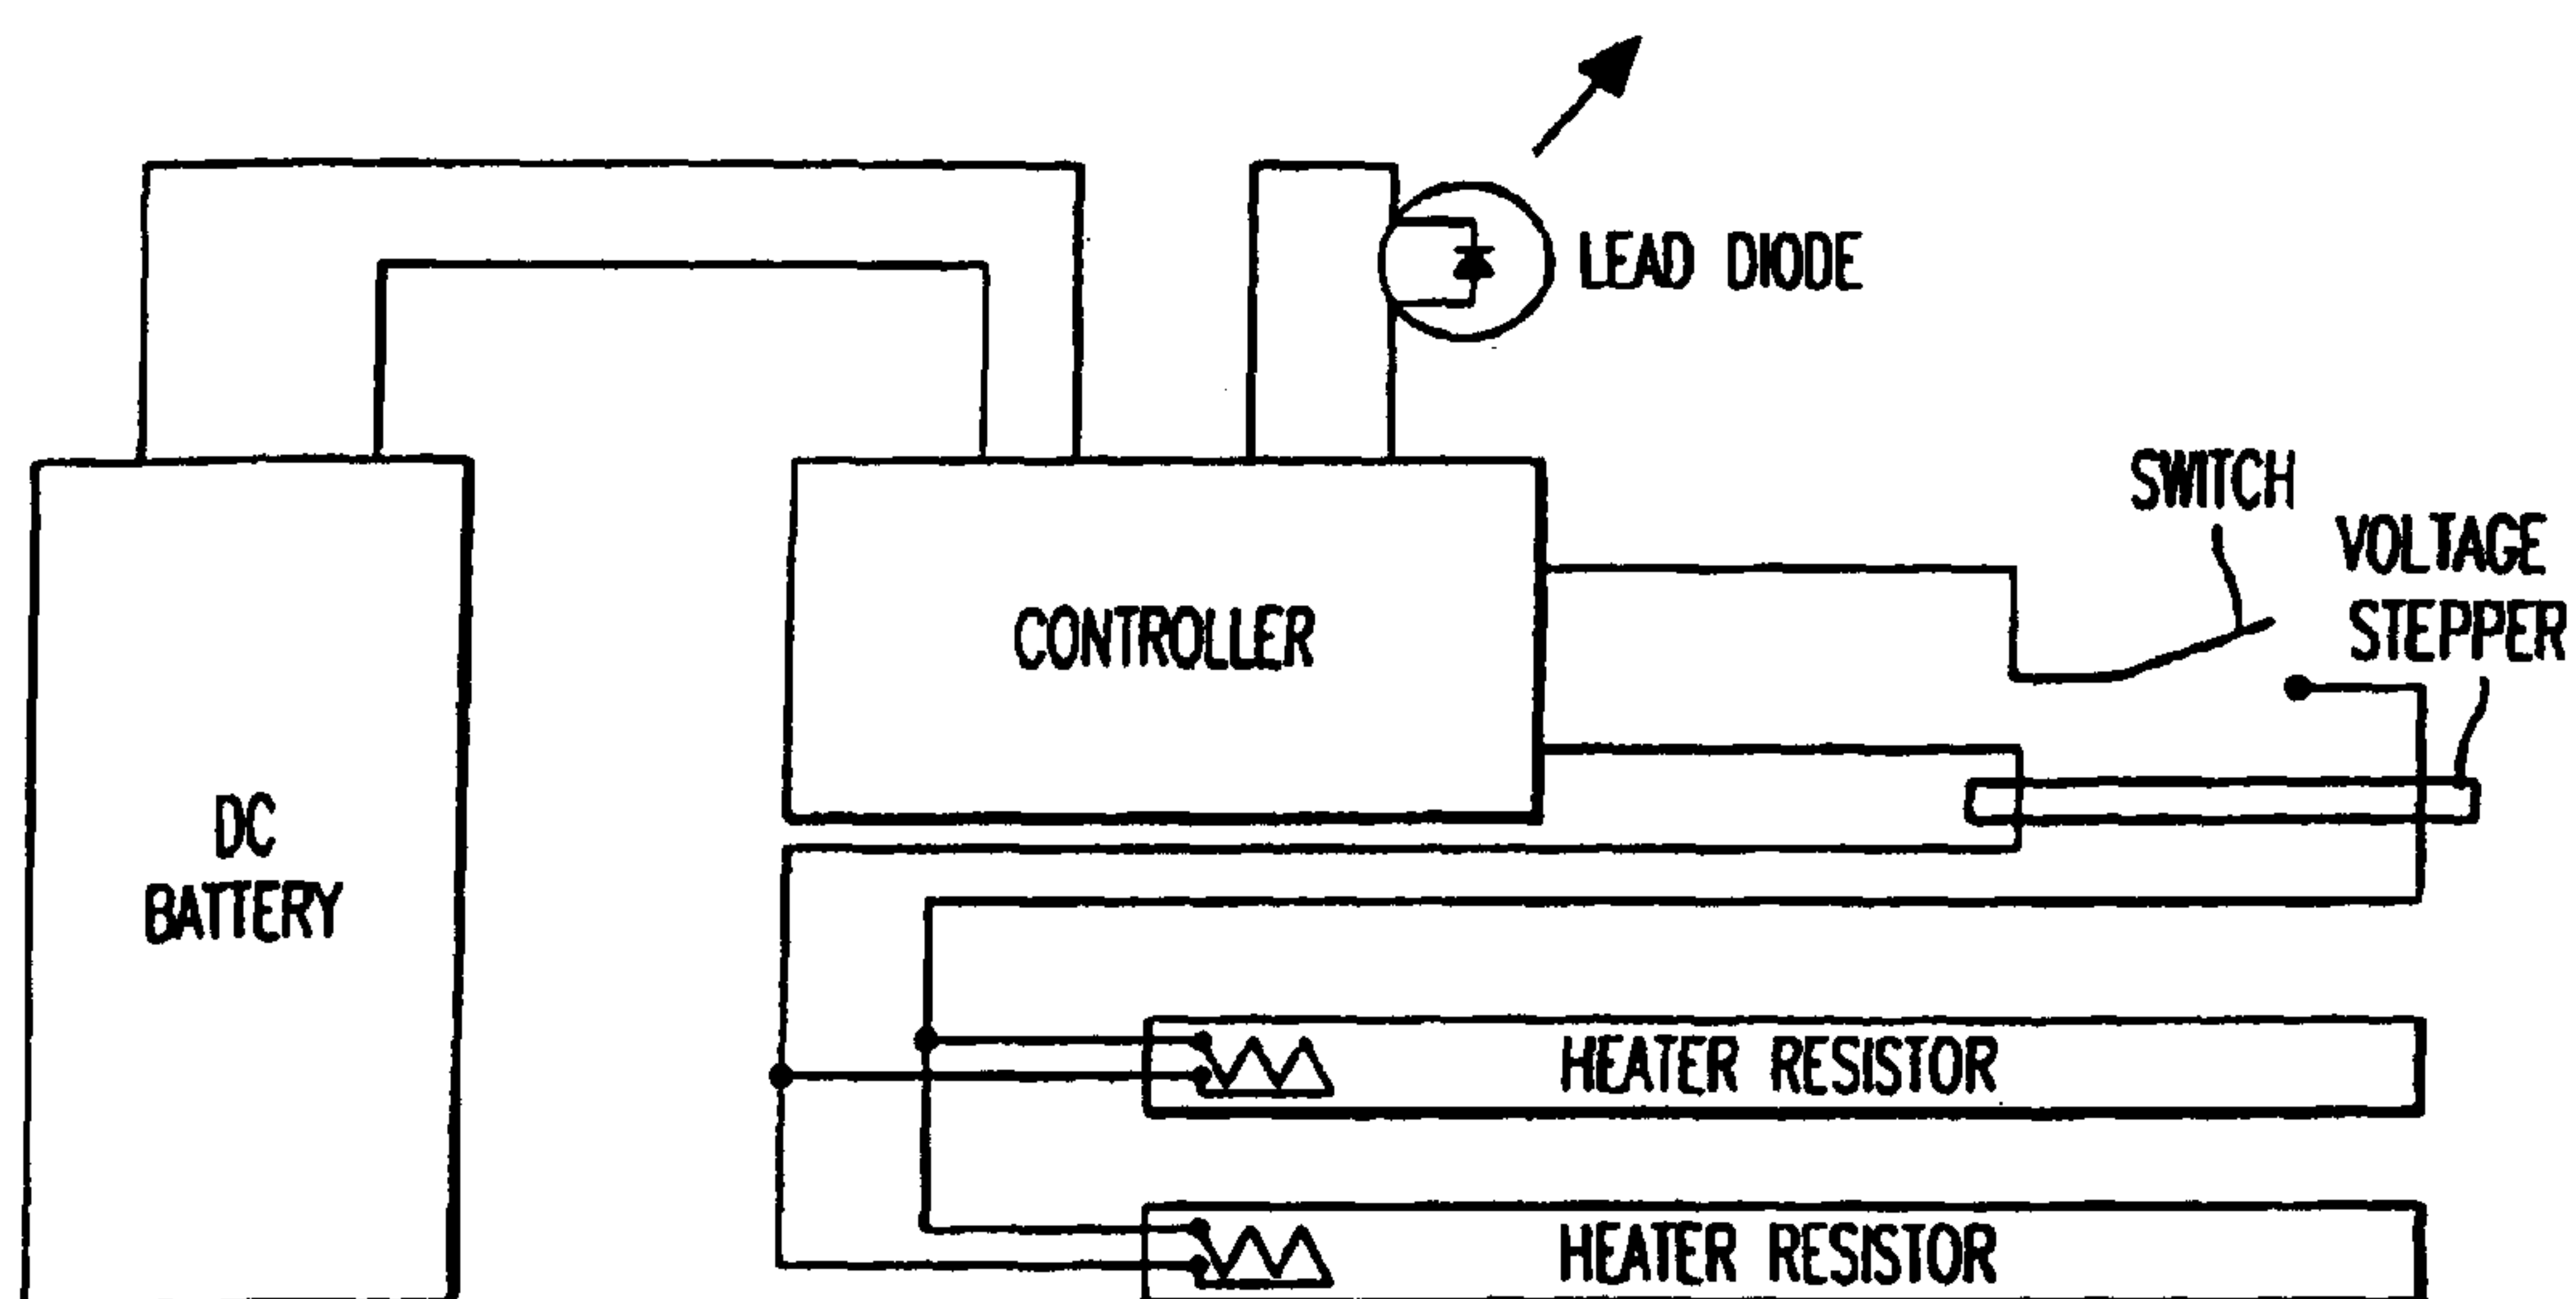 LEAD DIODE
SWITCH
VOLTAGE
STEPPER
CONTROLLER
DC
BATTERY
HEATER RESISTOR
HEATER RESISTOR